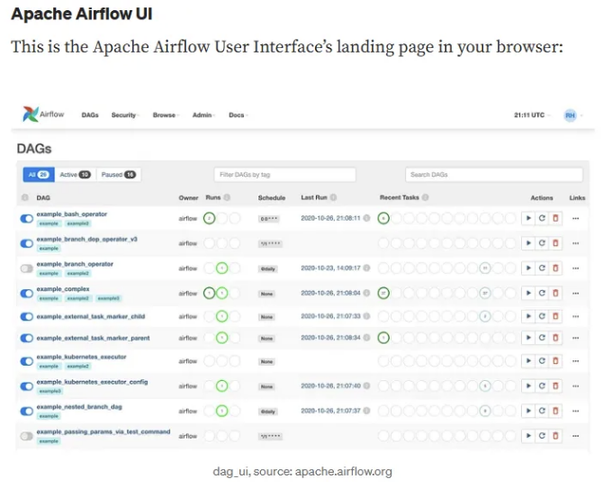 Apache Airflow UI
This is the Apache Airflow User Interface's landing page in your browser:
Airflow DAGs Security Browse Admin Docs 21:11 UTC RH
DAGs
All 26 Active 10 Paused 16 Filter DAGs by tag Search DAGs
DAG Owner Runs Schedule Last Run Recent Tasks Actions Links
example_bash_operator airflow 2020-10-26, 21:08:11
example example2
example_branch_dop_operator_v3 airflow
example
example_branch_operator airflow @daily 2020-10-23, 14:09:17
example example2
example_complex airflow None 2020-10-26, 21:08:04
example example2 example3
example_external_task_marker_child airflow None 2020-10-26, 21:07:33
example_external_task_marker_parent airflow None 2020-10-26, 21:08:34
example_kubernetes_executor airflow None
example example2
example_kubernetes_executor_config airflow None 2020-10-26, 21:07:40
example3
example_nested_branch_dag airflow @daily 2020-10-26, 21:07:37
example
example_passing_params_via_test_command airflow
example
dag_ui, source: apache.airflow.org